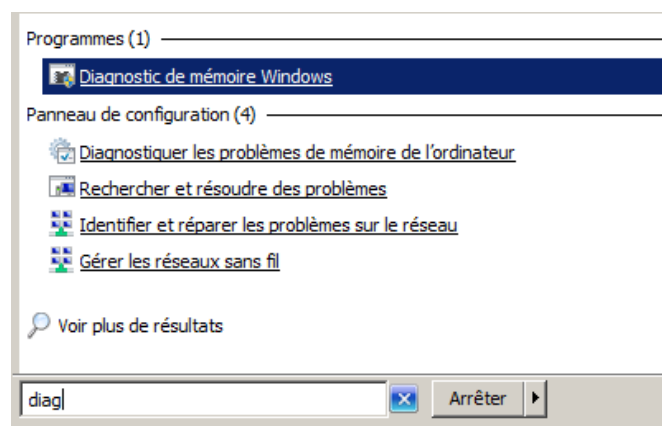 Programmes (1)
Diagnostic de mémoire Windows
Panneau de configuration (4)
Diagnostiquer les problèmes de mémoire de l'ordinateur
Rechercher et résoudre des problèmes
Identifier et réparer les problèmes sur le réseau
Gérer les réseaux sans fil
Voir plus de résultats
diag
Arrêter